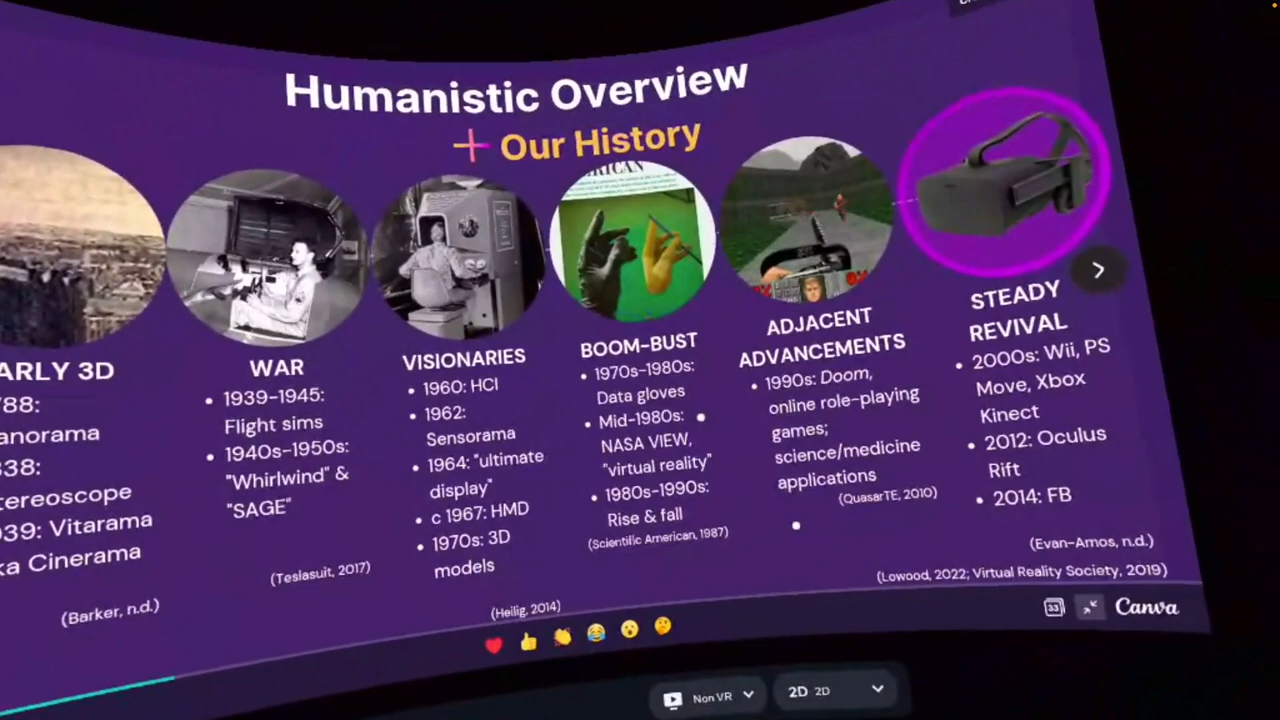 Humanistic Overview
Our History
ARLY 3D
788:
anorama
338:
tereoscope
939: Vitarama
ka Cinerama
(Barker, n.d.)
WAR
• 1939-1945:
Flight sims
• 1940s-1950s:
"Whirlwind" &
"SAGE"
(Teslasuit, 2017)
VISIONARIES
• 1960: HCI
• 1962:
Sensorama
• 1964: "ultimate
display"
• c 1967: HMD
• 1970s: 3D
models
(Heilig, 2014)
RICAN
BOOM-BUST
• 1970s-1980s:
Data gloves
• Mid-1980s:
NASA VIEW,
"virtual reality"
• 1980s-1990s:
Rise & fall
(Scientific American, 1987)
ADJACENT
ADVANCEMENTS
• 1990s: Doom,
online role-playing
games;
science/medicine
applications
(QuasarTE, 2010)
STEADY
REVIVAL
• 2000s: Wii, PS
Move, Xbox
Kinect
• 2012: Oculus
Rift
• 2014: FB
(Evan-Amos, n.d.)
(Lowood, 2022; Virtual Reality Society, 2019)
33
Canva
Non VR
2D 2D